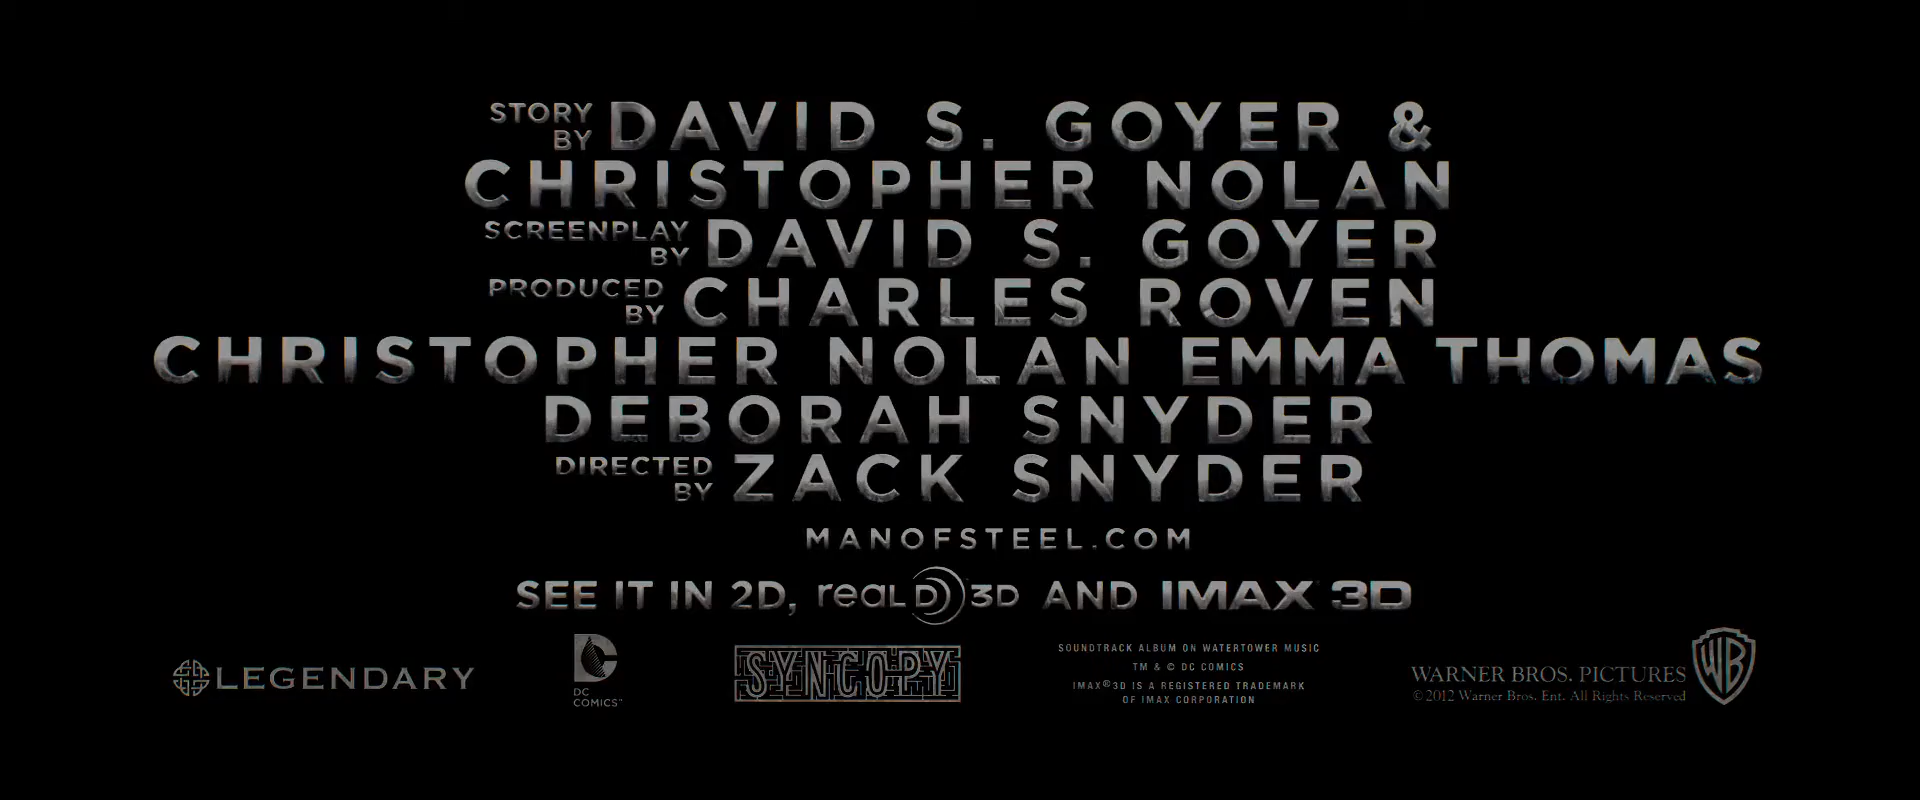 STORY BY DAVID S. GOYER &
CHRISTOPHER NOLAN
SCREENPLAY BY DAVID S. GOYER
PRODUCED BY CHARLES ROVEN
CHRISTOPHER NOLAN EMMA THOMAS
DEBORAH SNYDER
DIRECTED BY ZACK SNYDER
MANOFSTEEL.COM
SEE IT IN 2D, REALD 3D AND IMAX 3D
LEGENDARY
DC COMICS™
SYNCOPY
SOUNDTRACK ALBUM ON WATERTOWER MUSIC
TM & © DC COMICS
IMAX® 3D IS A REGISTERED TRADEMARK
OF IMAX CORPORATION
WARNER BROS. PICTURES
©2012 Warner Bros. Ent. All Rights Reserved
WB